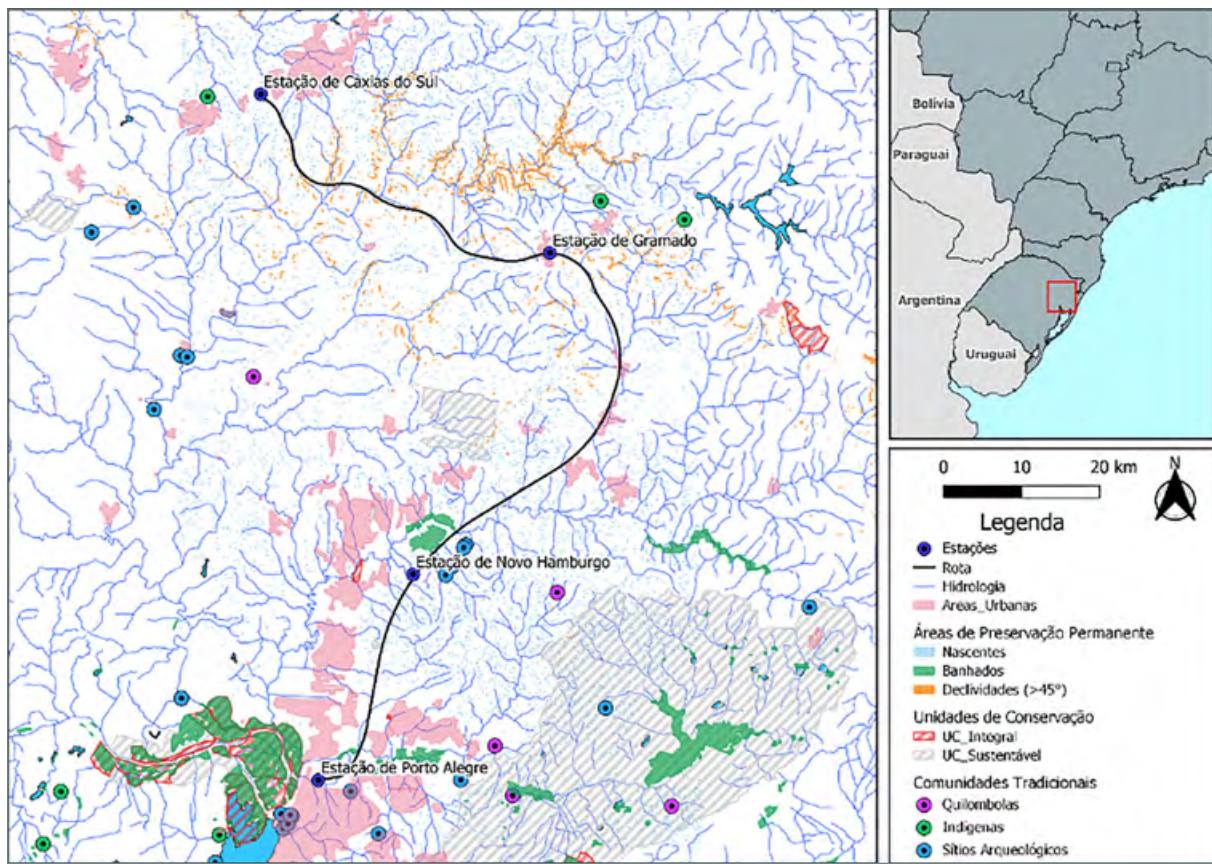 Estação de Caxias do Sul
Estação de Gramado
Estação de Novo Hamburgo
Estação de Porto Alegre
Bolívia
Paraguai
Argentina
Uruguai
0 10 20 km
N
Legenda
Estações
Rota
Hidrologia
Areas_Urbanas
Áreas de Preservação Permanente
Nascentes
Banhados
Declividades (>45°)
Unidades de Conservação
UC_Integral
UC_Sustentável
Comunidades Tradicionais
Quilombolas
Indígenas
Sítios Arqueológicos